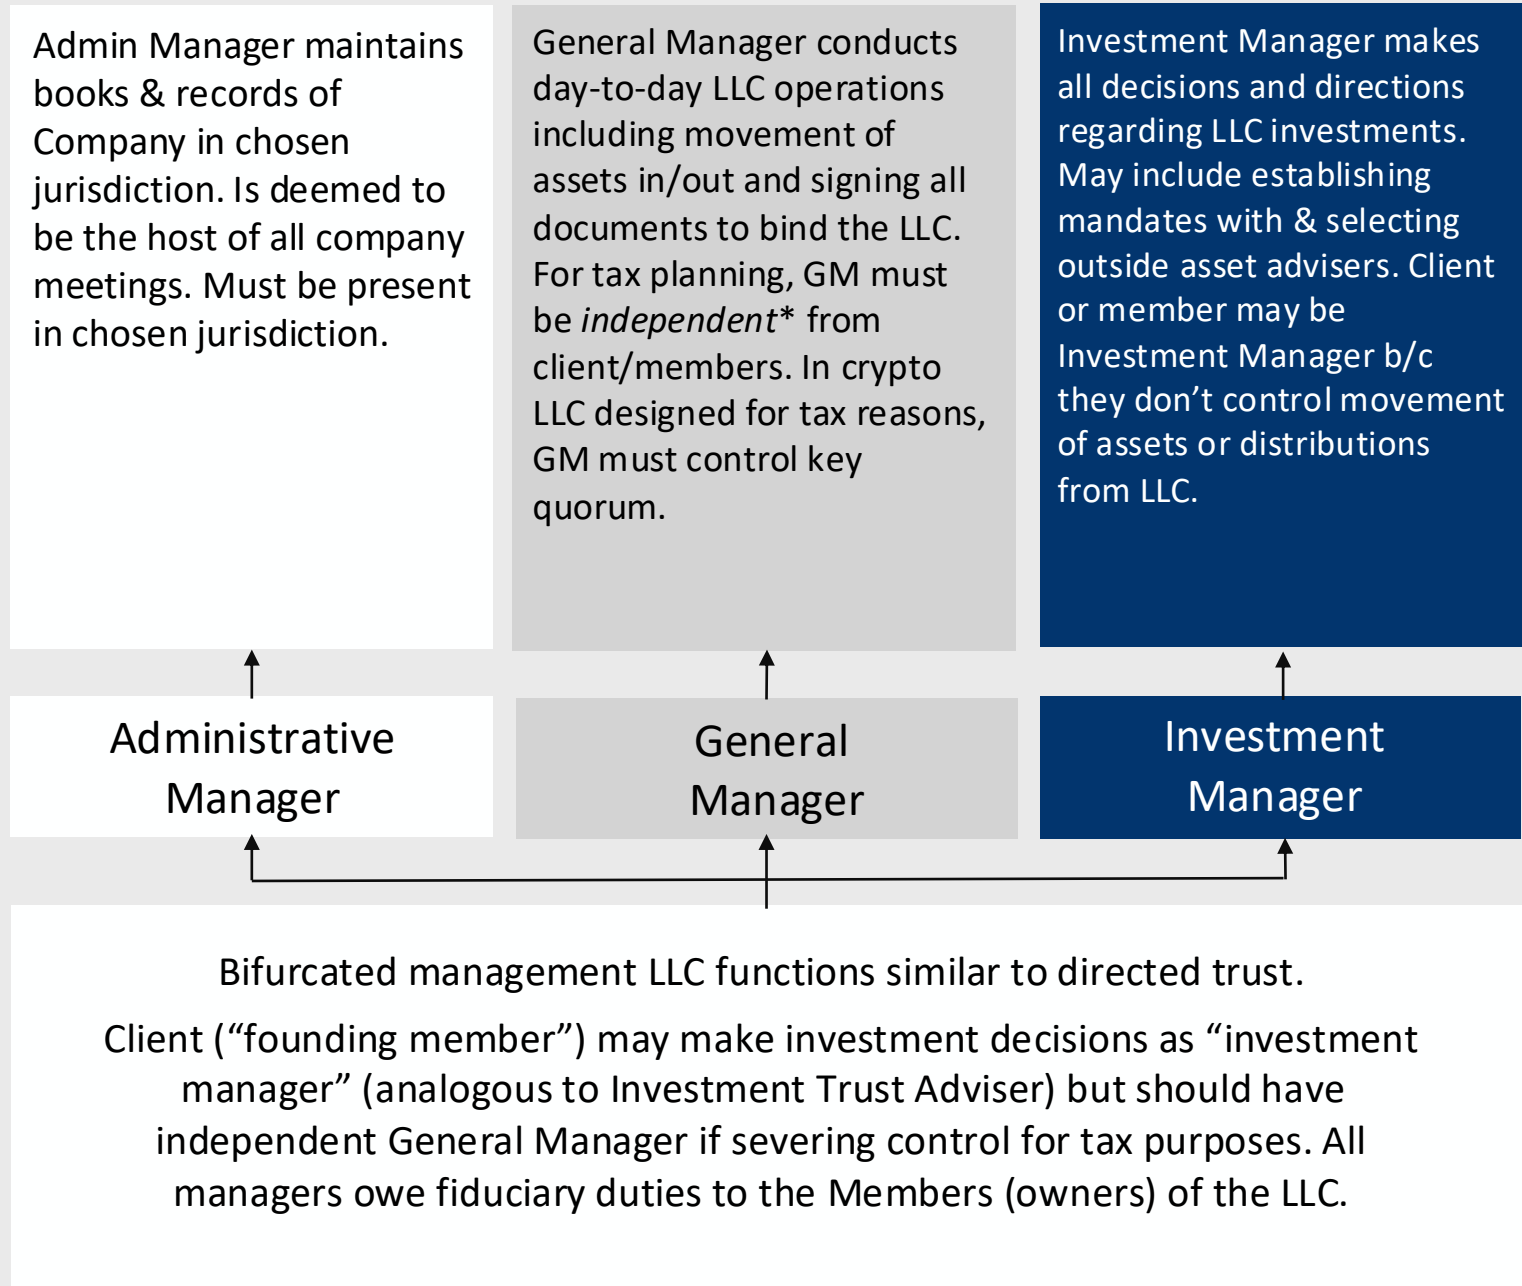 Admin Manager maintains
books & records of
Company in chosen
jurisdiction. Is deemed to
be the host of all company
meetings. Must be present
in chosen jurisdiction.
General Manager conducts
day-to-day LLC operations
including movement of
assets in/out and signing all
documents to bind the LLC.
For tax planning, GM must
be independent* from
client/members. In crypto
LLC designed for tax reasons,
GM must control key
quorum.
Investment Manager makes
all decisions and directions
regarding LLC investments.
May include establishing
mandates with & selecting
outside asset advisers. Client
or member may be
Investment Manager b/c
they don’t control movement
of assets or distributions
from LLC.
Administrative
Manager
General
Manager
Investment
Manager
Bifurcated management LLC functions similar to directed trust.
Client (“founding member”) may make investment decisions as “investment
manager” (analogous to Investment Trust Adviser) but should have
independent General Manager if severing control for tax purposes. All
managers owe fiduciary duties to the Members (owners) of the LLC.